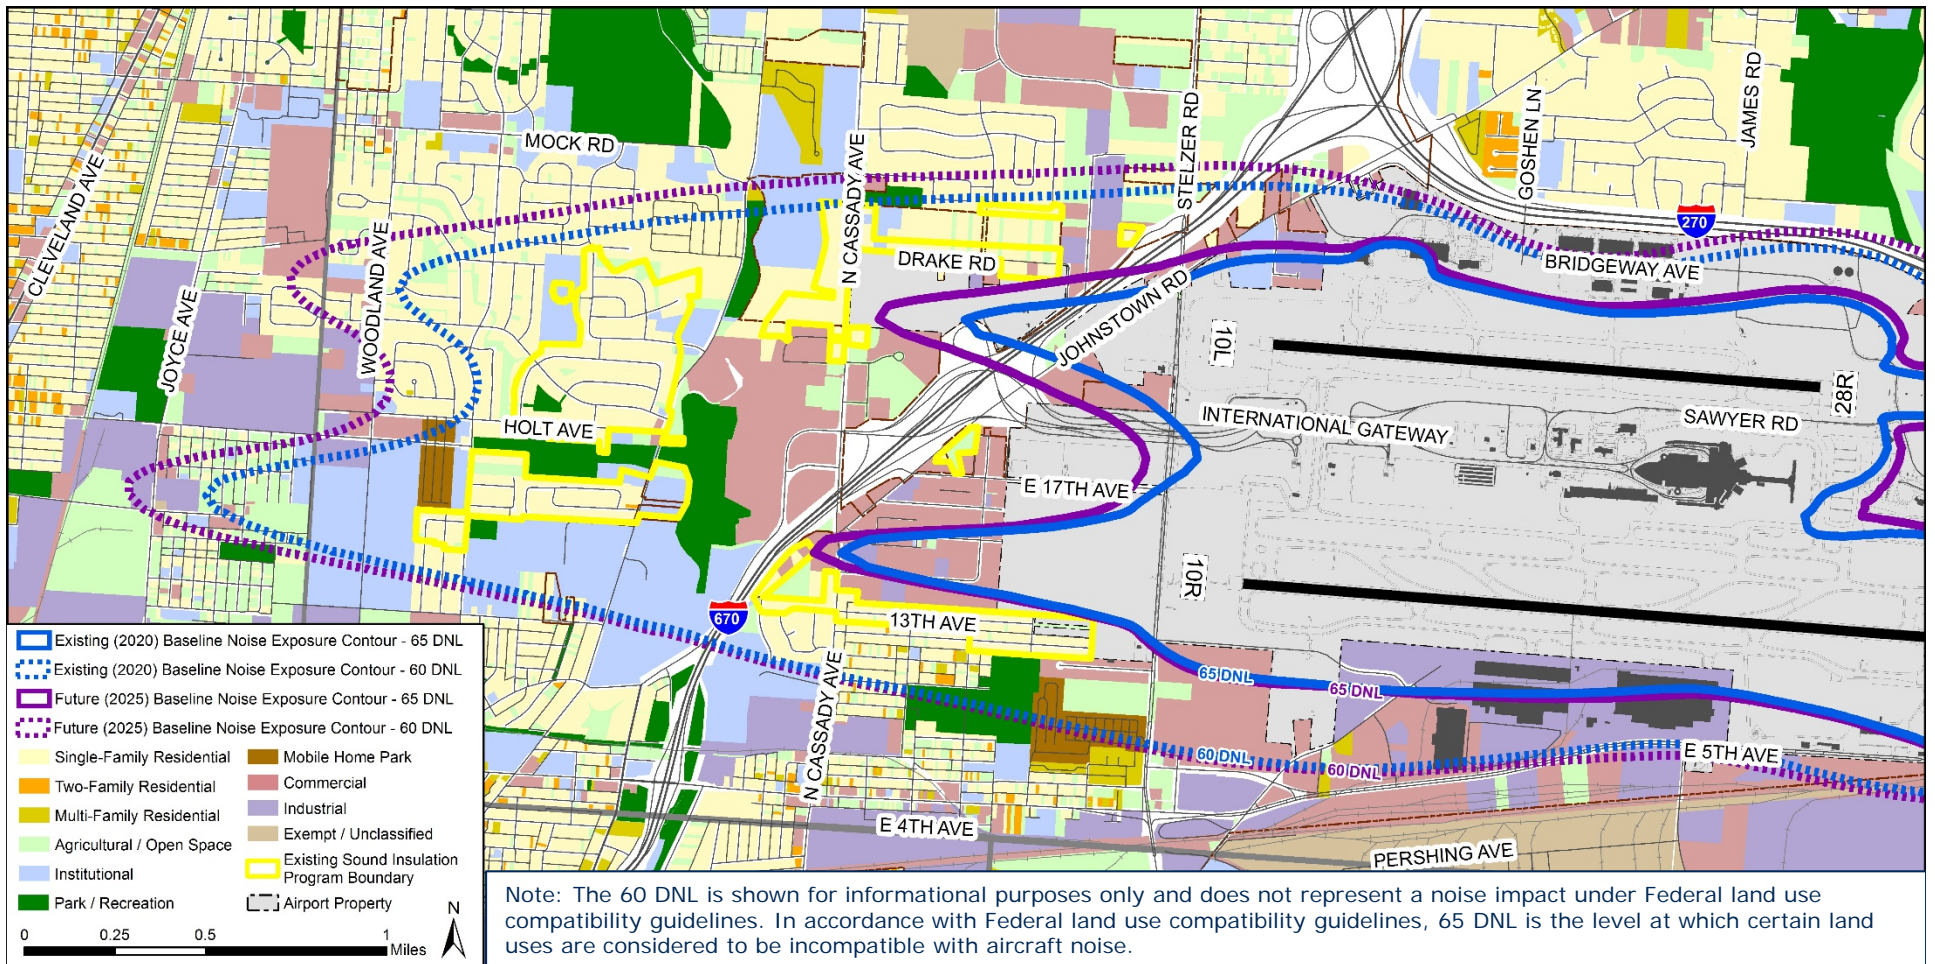 MOCK RD
CLEVELAND AVE
JOYCE AVE
WOODLAND AVE
N CASSADY AVE
STELZER RD
GOSHEN LN
JAMES RD
270
BRIDGEWAY AVE
DRAKE RD
JOHNSTOWN RD
10L
28R
INTERNATIONAL GATEWAY
SAWYER RD
HOLT AVE
E 17TH AVE
10R
670
13TH AVE
N CASSADY AVE
65 DNL
65 DNL
60 DNL
60 DNL
E 5TH AVE
E 4TH AVE
PERSHING AVE
Existing (2020) Baseline Noise Exposure Contour - 65 DNL
Existing (2020) Baseline Noise Exposure Contour - 60 DNL
Future (2025) Baseline Noise Exposure Contour - 65 DNL
Future (2025) Baseline Noise Exposure Contour - 60 DNL
Single-Family Residential
Two-Family Residential
Multi-Family Residential
Agricultural / Open Space
Institutional
Park / Recreation
Mobile Home Park
Commercial
Industrial
Exempt / Unclassified
Existing Sound Insulation
Program Boundary
Airport Property
0 0.25 0.5 1
Miles
N
Note: The 60 DNL is shown for informational purposes only and does not represent a noise impact under Federal land use
compatibility guidelines. In accordance with Federal land use compatibility guidelines, 65 DNL is the level at which certain land
uses are considered to be incompatible with aircraft noise.